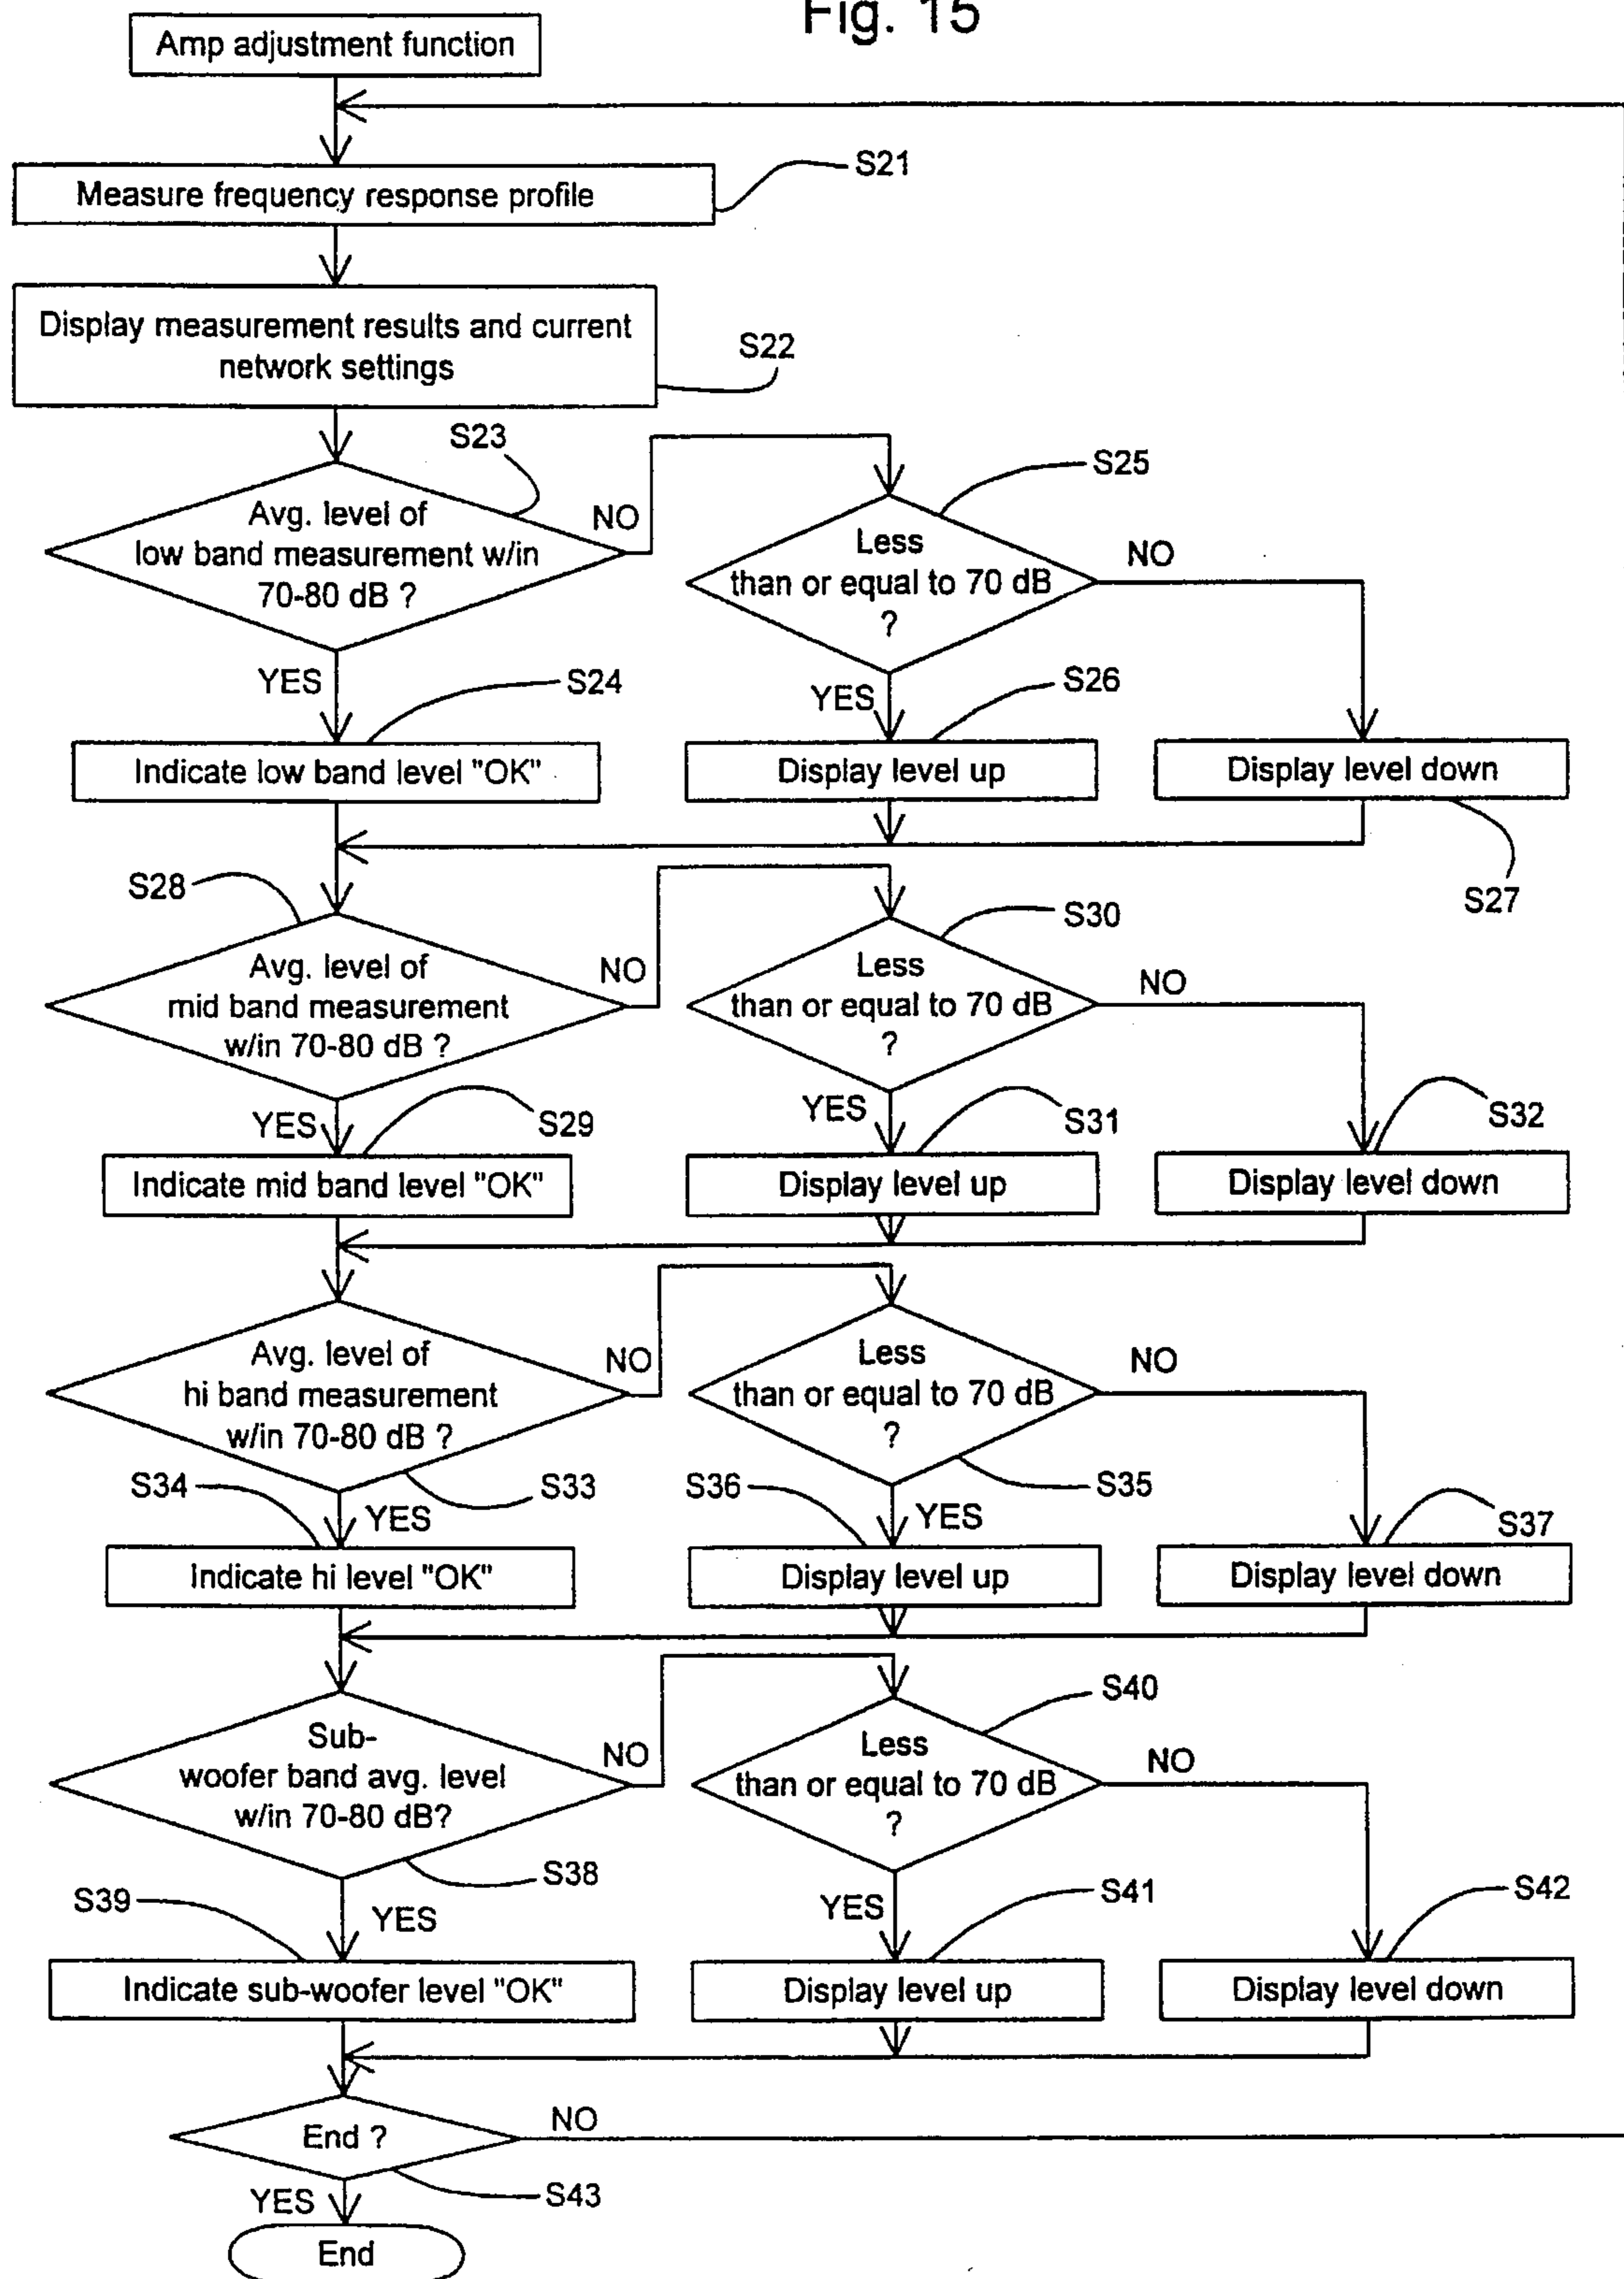 Fig. 15
Amp adjustment function
S21
Measure frequency response profile
Display measurement results and current
network settings
S22
S23
Avg. level of
low band measurement w/in
70-80 dB ?
NO
S25
Less
than or equal to 70 dB
?
NO
YES
S24
YES
S26
Indicate low band level "OK"
Display level up
Display level down
S27
S28
Avg. level of
mid band measurement
w/in 70-80 dB ?
NO
S30
Less
than or equal to 70 dB
?
NO
YES
S29
YES
S31
S32
Indicate mid band level "OK"
Display level up
Display level down
Avg. level of
hi band measurement
w/in 70-80 dB ?
NO
Less
than or equal to 70 dB
?
NO
S34
YES
S33
S36
YES
S35
S37
Indicate hi level "OK"
Display level up
Display level down
Sub-
woofer band avg. level
w/in 70-80 dB?
NO
S40
Less
than or equal to 70 dB
?
NO
S38
S39
YES
YES
S41
S42
Indicate sub-woofer level "OK"
Display level up
Display level down
End ?
NO
S43
YES
End